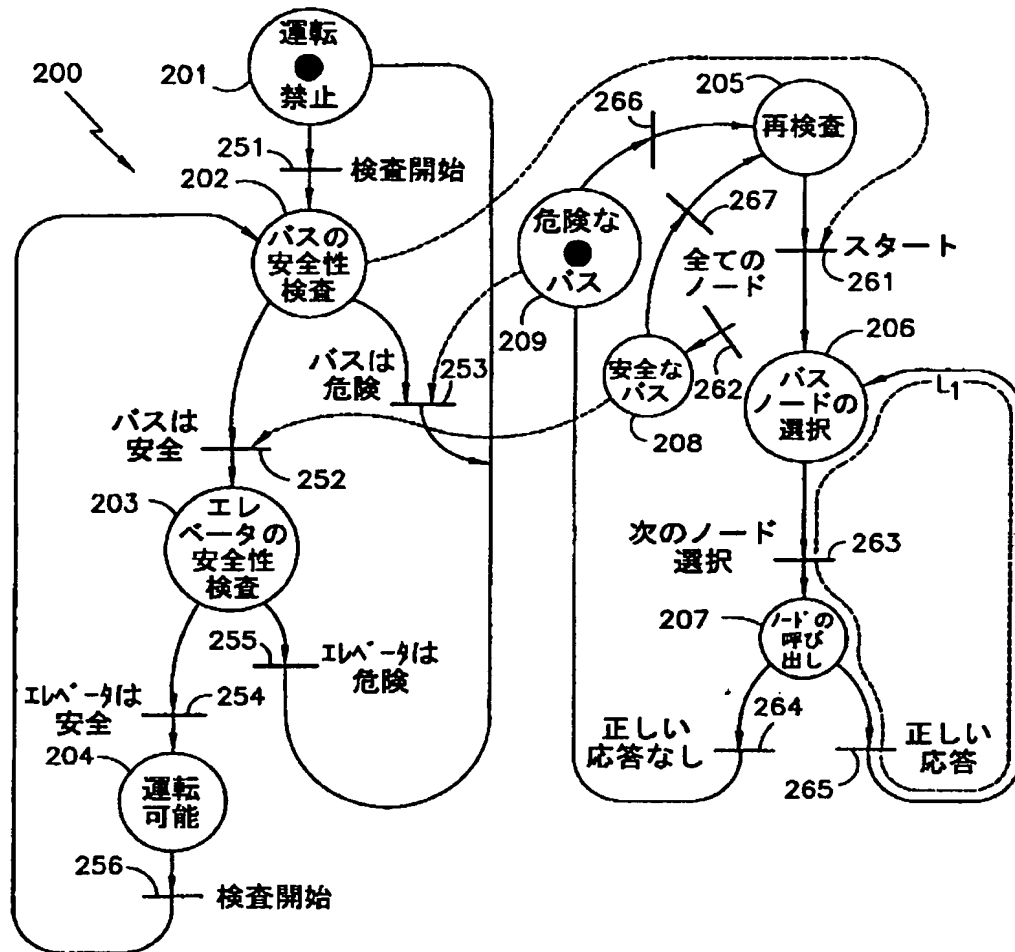 200
201
運転
禁止
251
検査開始
202
バスの
安全性
検査
バスは
危険
253
バスは
安全
252
203
エレ
ベータの
安全性
検査
255
エレベータは
危険
エレベータは
安全
254
204
運転
可能
256
検査開始
205
再検査
266
267
危険な
バス
209
全ての
ノード
262
スタート
261
安全な
バス
208
206
バス
ノードの
選択
L1
次のノード
選択
263
207
ノードの
呼び
出し
正しい
応答なし
264
265
正しい
応答